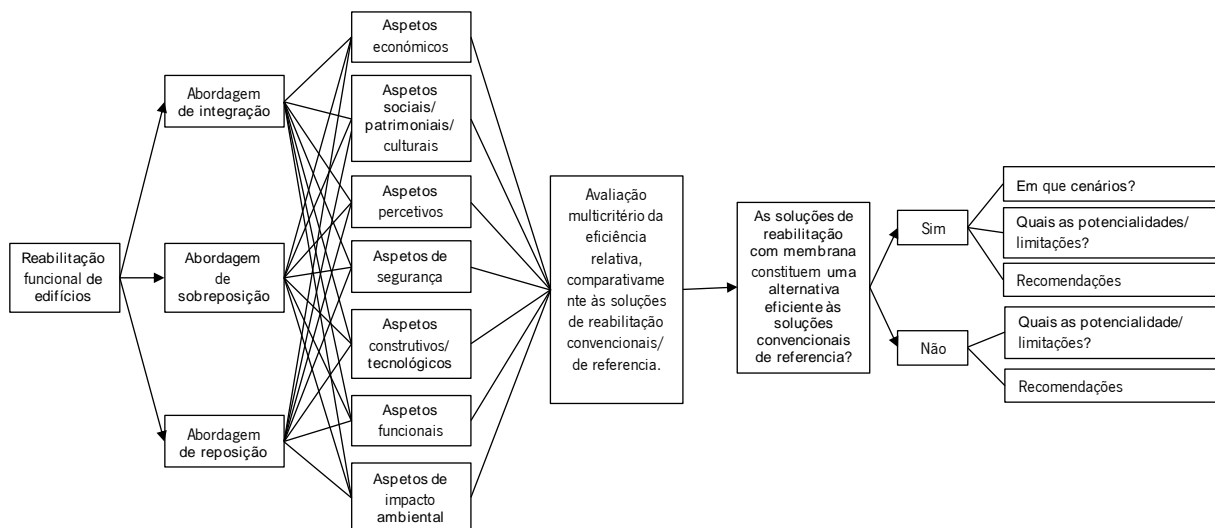 Reabilitação
funcional de
edifícios
Abordagem
de integração
Abordagem
de
sobreposição
Abordagem
de reposição
Aspetos
económicos
Aspetos
sociais/
patrimoniais/
culturais
Aspetos
percetivos
Aspetos de
segurança
Aspetos
construtivos/
tecnológicos
Aspetos
funcionais
Aspetos de
impacto
ambiental
Avaliação
multicritério da
eficiência
relativa,
comparativame
nte às soluções
de reabilitação
convencionais/
de referencia.
As soluções de
reabilitação
com membrana
constituem uma
alternativa
eficiente às
soluções
convencionais
de referencia?
Sim
Não
Em que cenários?
Quais as potencialidades/
limitações?
Recomendações
Quais as potencialidade/
limitações?
Recomendações